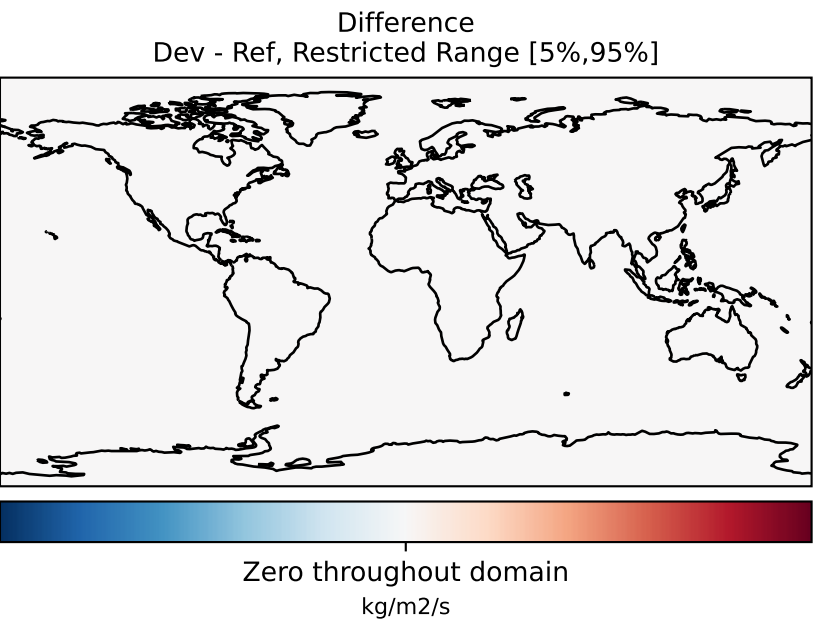 Difference
Dev - Ref, Restricted Range [5%,95%]
Zero throughout domain
kg/m2/s